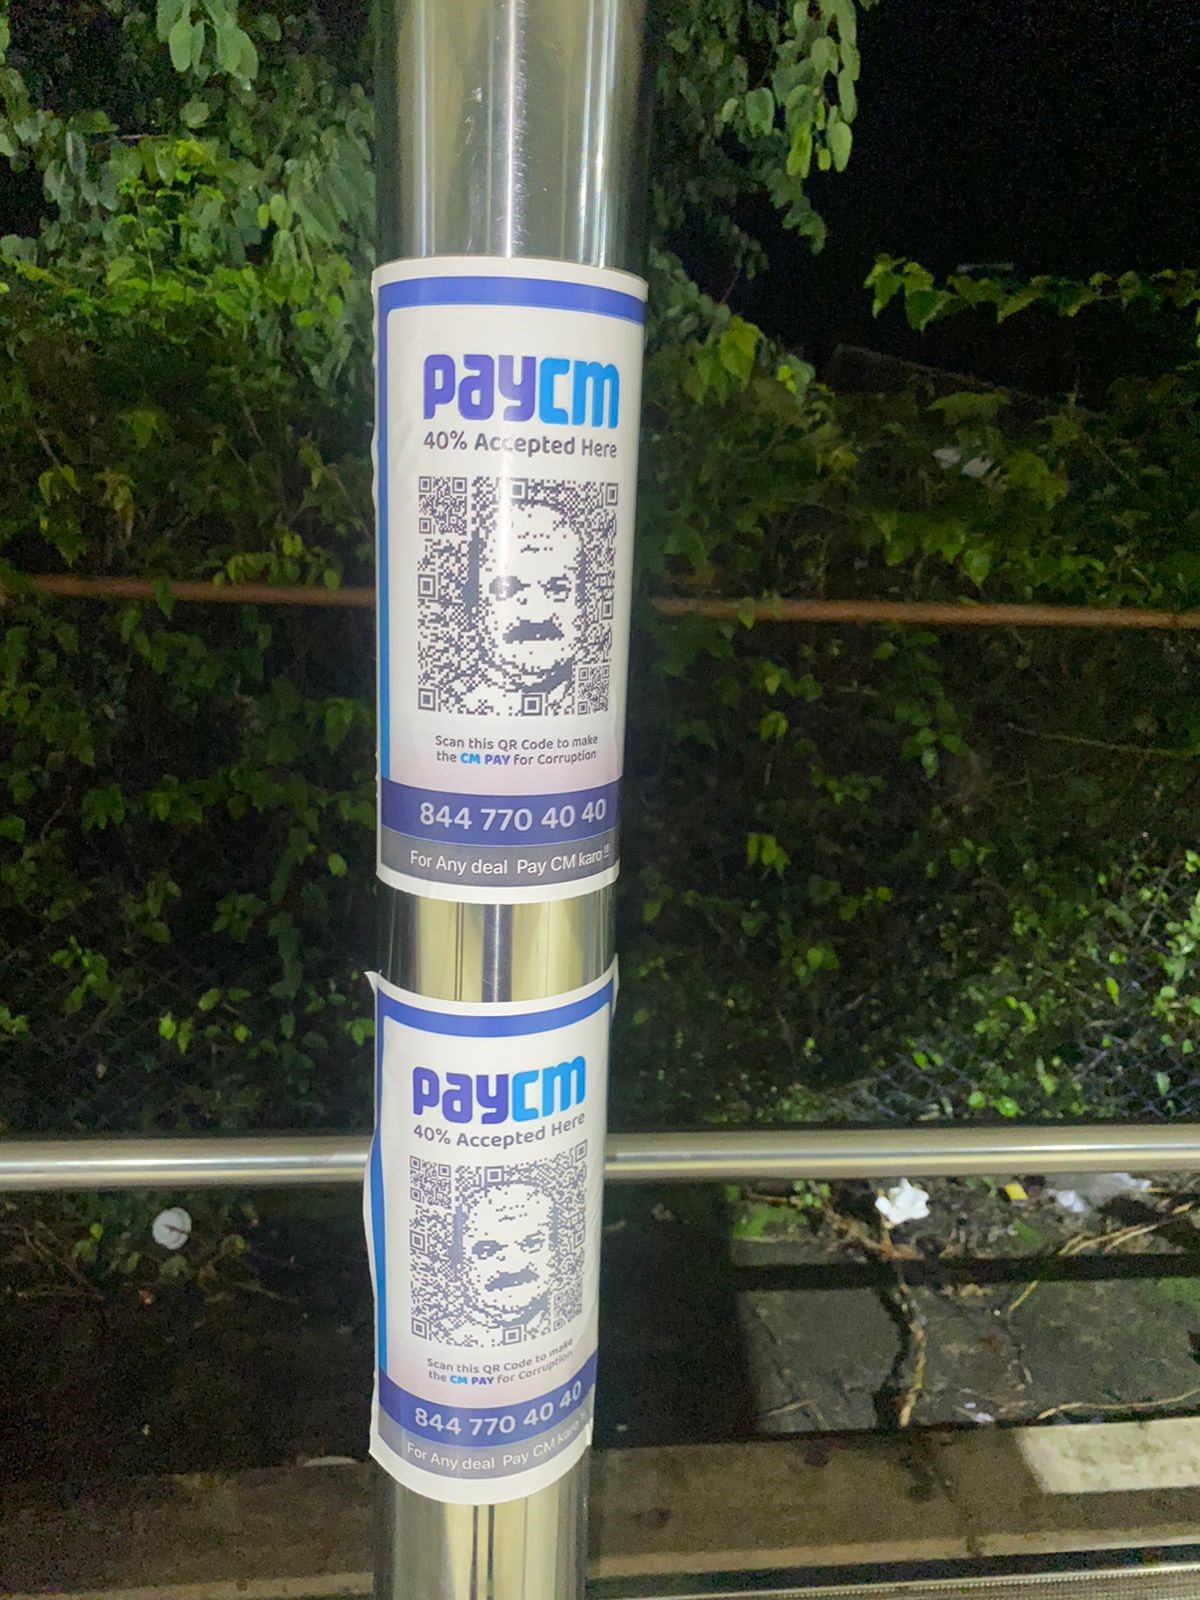 paycm
40% Accepted Here
Scan this QR Code to make
the CM PAY for Corruption
844 770 40 40
For Any deal Pay CM karo !!!
paycm
40% Accepted Here
Scan this QR Code to make
the CM PAY for Corruption
844 770 40 40
For Any deal Pay CM karo